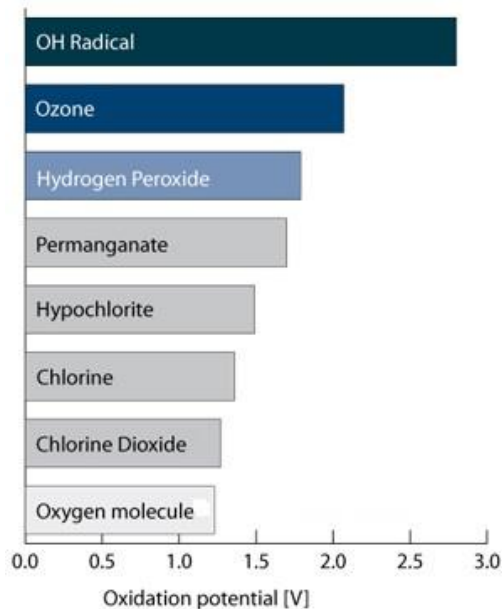 OH Radical
Ozone
Hydrogen Peroxide
Permanganate
Hypochlorite
Chlorine
Chlorine Dioxide
Oxygen molecule
0.0 0.5 1.0 1.5 2.0 2.5 3.0
Oxidation potential [V]